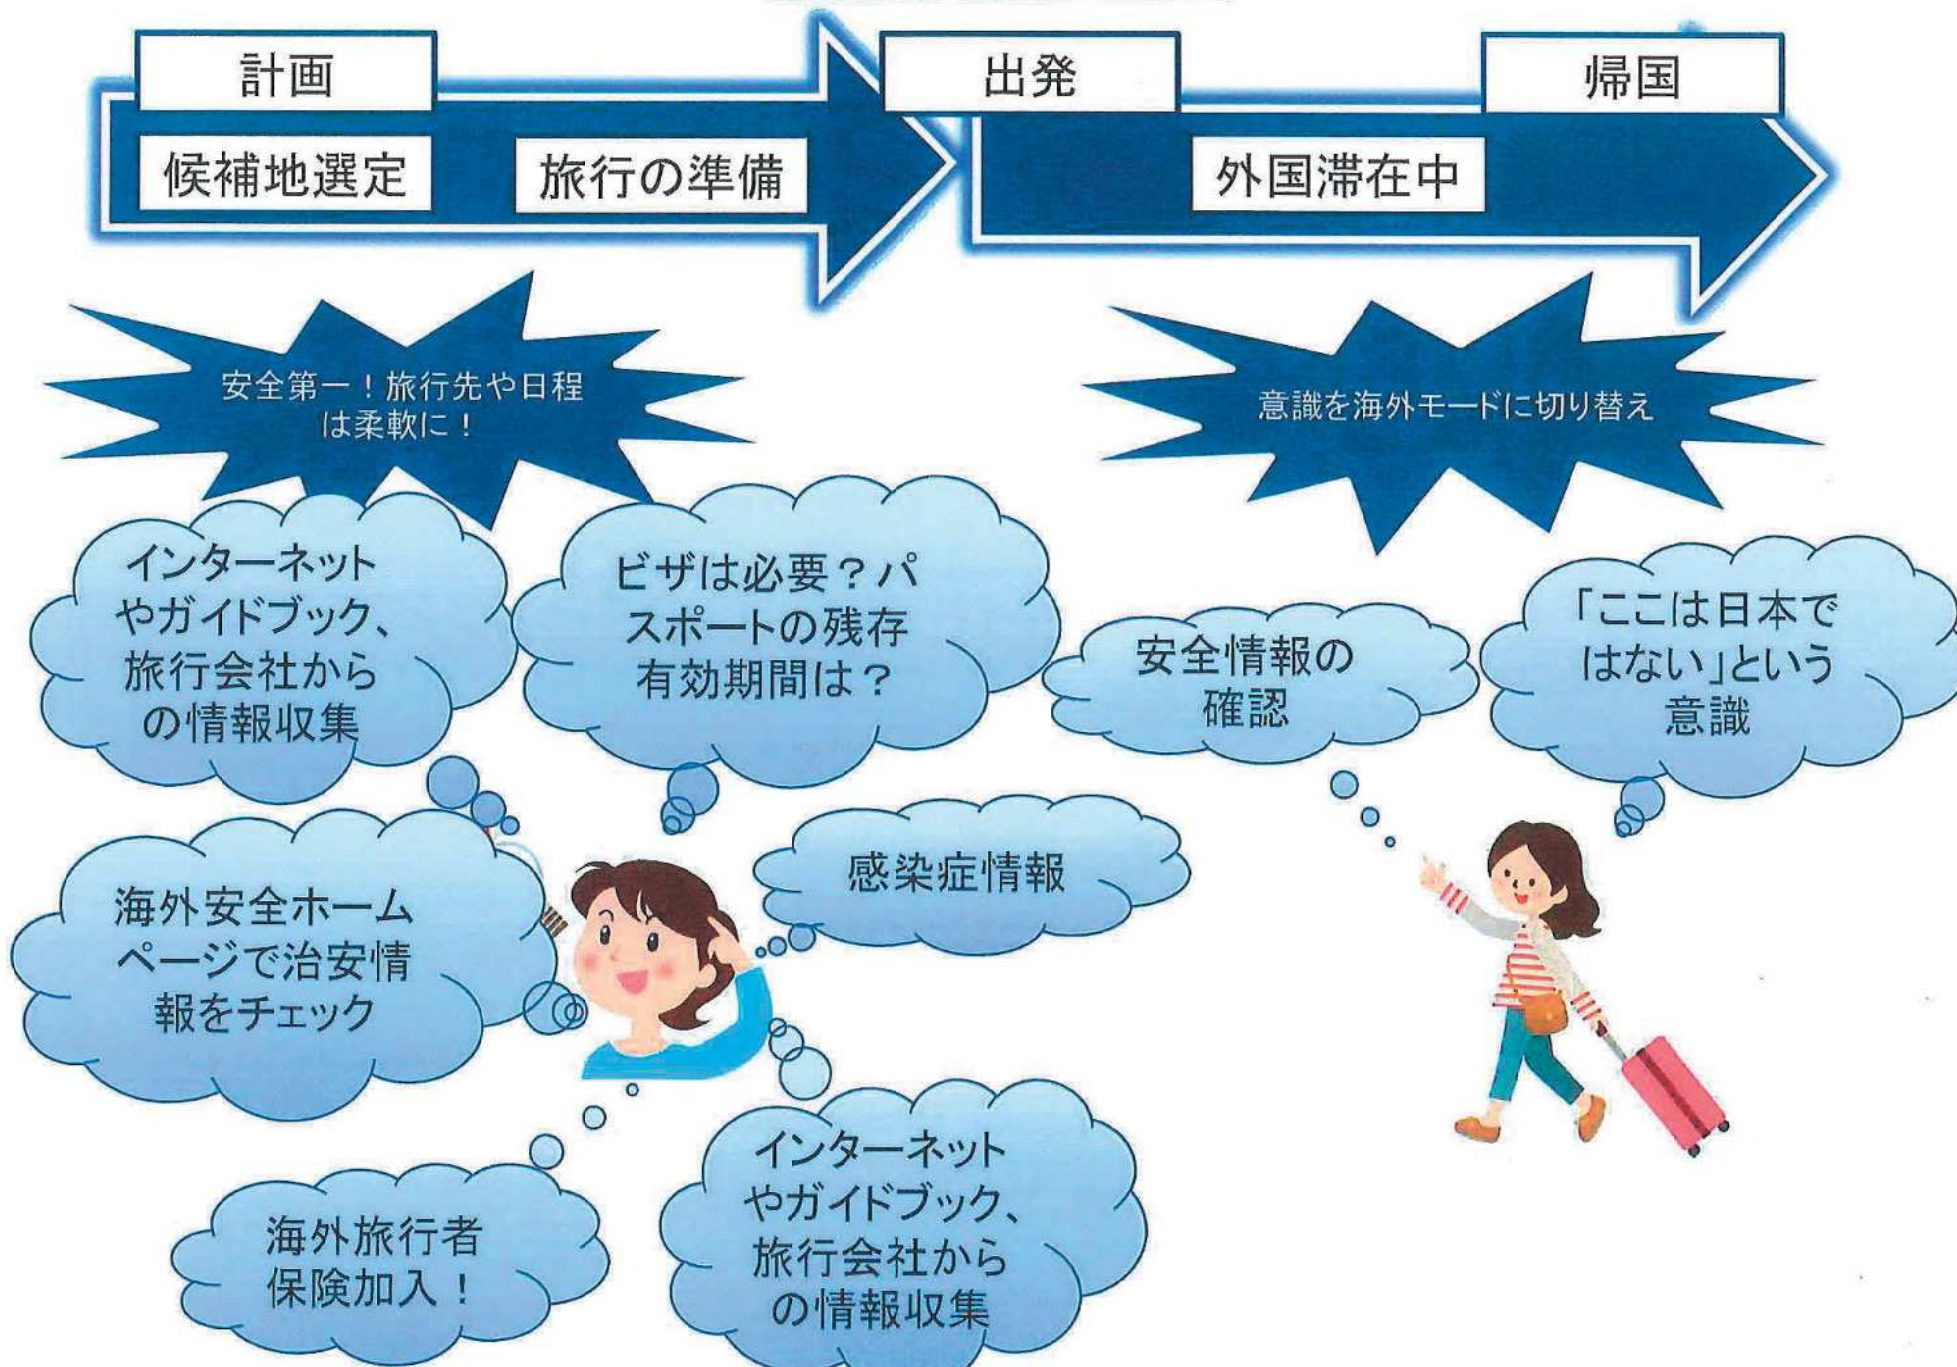 計画
出発
帰国
候補地選定
旅行の準備
外国滞在中
安全第一！旅行先や日程
は柔軟に！
意識を海外モードに切り替え
インターネット
やガイドブック、
旅行会社から
の情報収集
ビザは必要？パ
スポートの残存
有効期間は？
安全情報の
確認
「ここは日本で
はない」という
意識
海外安全ホーム
ページで治安情
報をチェック
感染症情報
海外旅行者
保険加入！
インターネット
やガイドブック、
旅行会社から
の情報収集